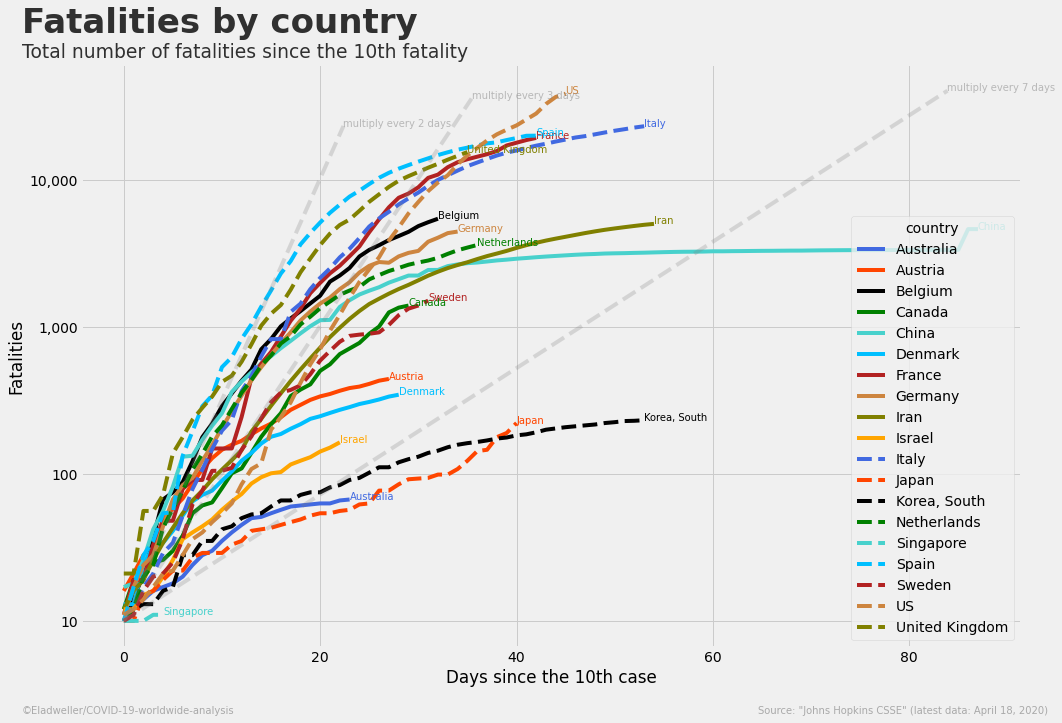 Fatalities by country
Total number of fatalities since the 10th fatality
multiply every 7 days
US
multiply every 3 days
multiply every 2 days
Italy
Spain
France
United Kingdom
10,000
Belgium
Iran
Germany
China
Netherlands
Sweden
Canada
1,000
Austria
Denmark
Japan
Korea, South
Israel
100
Australia
Singapore
10
Fatalities
country
Australia
Austria
Belgium
Canada
China
Denmark
France
Germany
Iran
Israel
Italy
Japan
Korea, South
Netherlands
Singapore
Spain
Sweden
US
United Kingdom
0 20 40 60 80
Days since the 10th case
©Eladweller/COVID-19-worldwide-analysis
Source: "Johns Hopkins CSSE" (latest data: April 18, 2020)